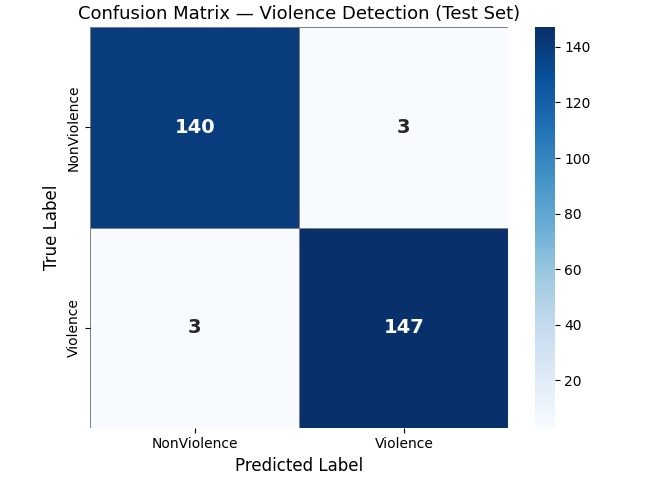 Confusion Matrix — Violence Detection (Test Set)
True Label
NonViolence
Violence
140
3
3
147
NonViolence
Violence
Predicted Label
140
120
100
80
60
40
20